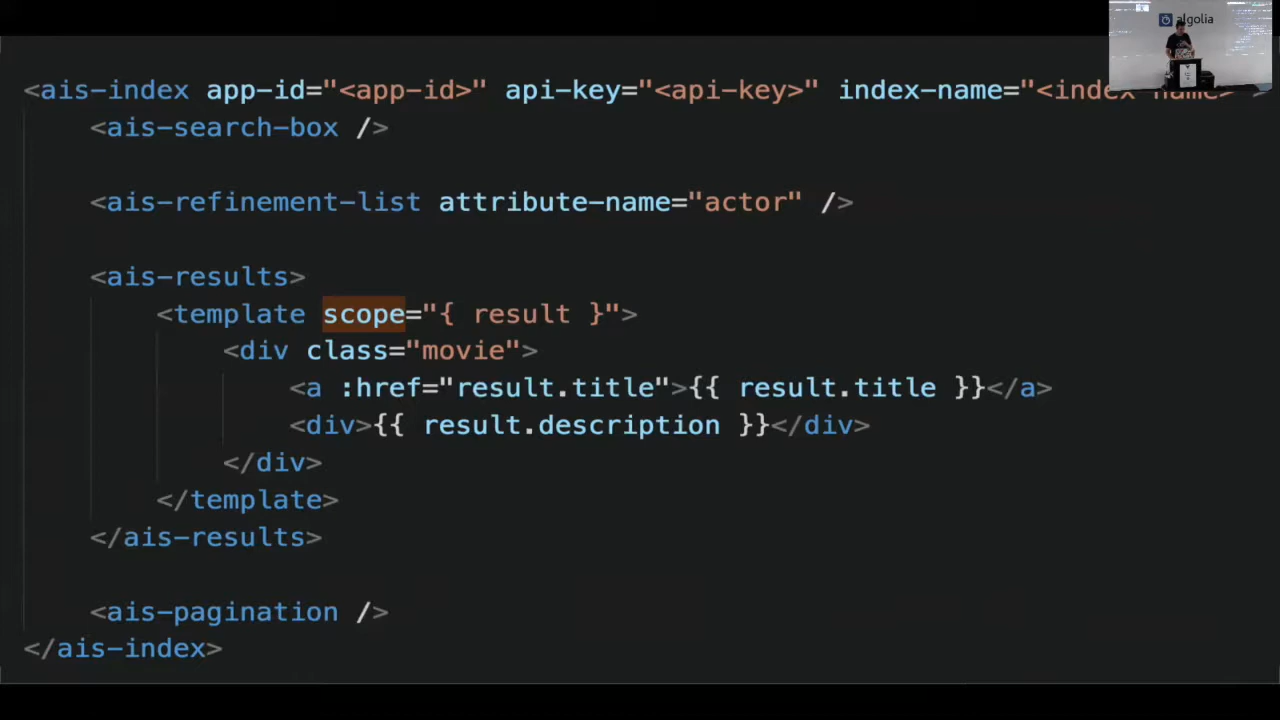 algolia
<ais-index app-id="<app-id>" api-key="<api-key>" index-name="<index name>
<ais-search-box />
<ais-refinement-list attribute-name="actor" />
<ais-results>
<template scope="{ result }">
<div class="movie">
<a :href="result.title">{{ result.title }}</a>
<div>{{ result.description }}</div>
</div>
</template>
</ais-results>
<ais-pagination />
</ais-index>